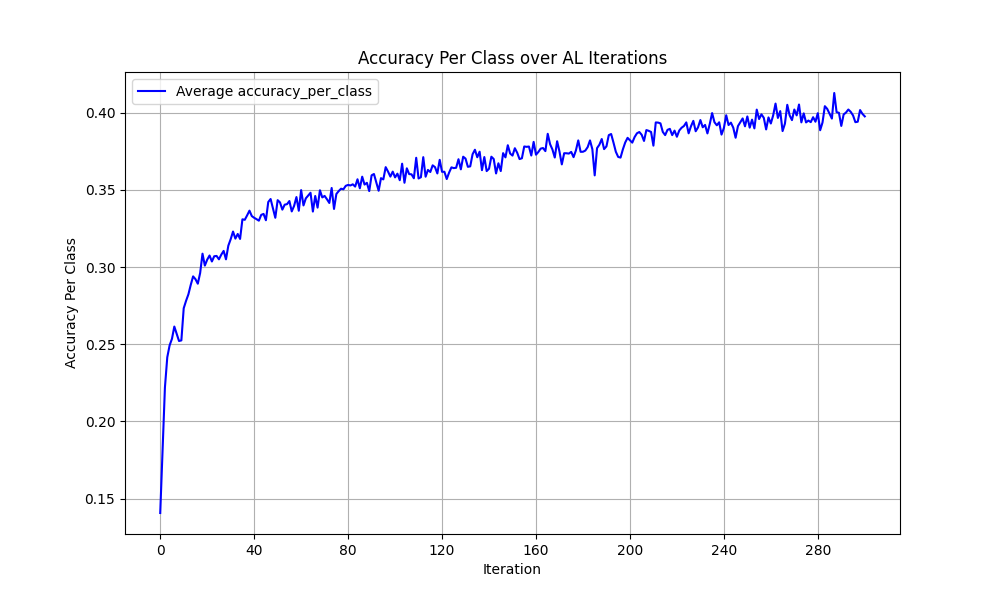 Accuracy Per Class over AL Iterations
Average accuracy_per_class
Accuracy Per Class
0.40
0.35
0.30
0.25
0.20
0.15
0 40 80 120 160 200 240 280
Iteration